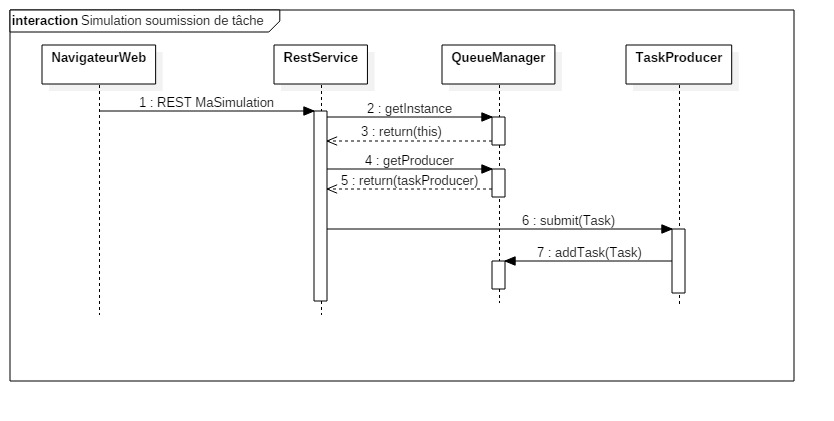 interaction Simulation soumission de tâche
NavigateurWeb
RestService
QueueManager
TaskProducer
1 : REST MaSimulation
2 : getInstance
3 : return(this)
4 : getProducer
5 : return(taskProducer)
6 : submit(Task)
7 : addTask(Task)